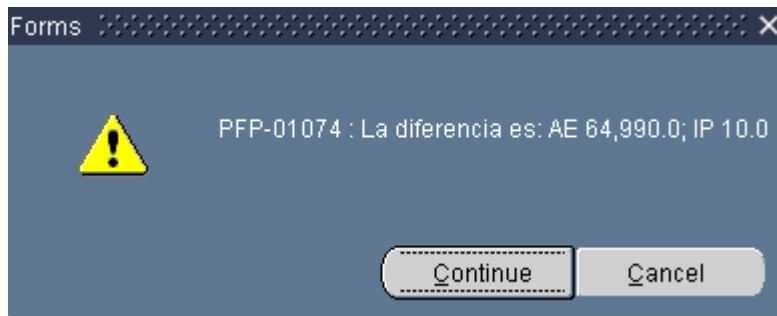 Forms
PFP-01074 : La diferencia es: AE 64,990.0; IP 10.0
Continue
Cancel